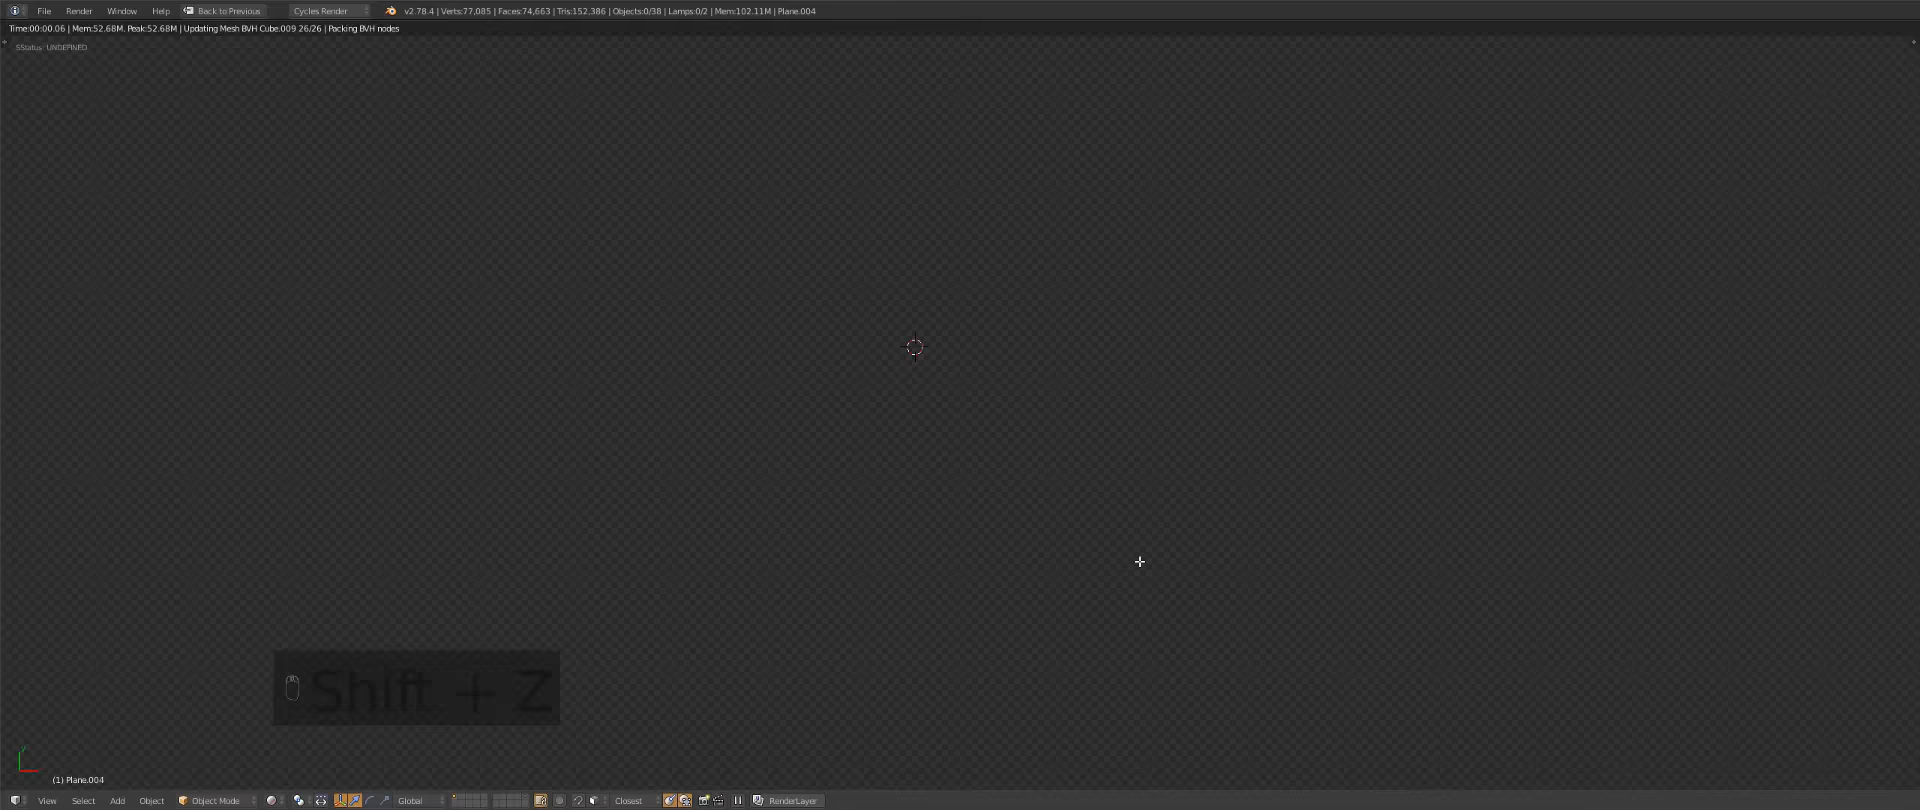 File Render Window Help Back to Previous Cycles Render v2.78.4 | Verts:77,085 | Faces:74,663 | Tris:152,386 | Objects:0/38 | Lamps:0/2 | Mem:102.11M | Plane.004
Time:00:00.06 | Mem:52.68M, Peak:52.68M | Updating Mesh BVH Cube.009 26/26 | Packing BVH nodes
SStatus: UNDEFINED
Shift + Z
y
(1) Plane.004
View Select Add Object Object Mode Global Closest RenderLayer